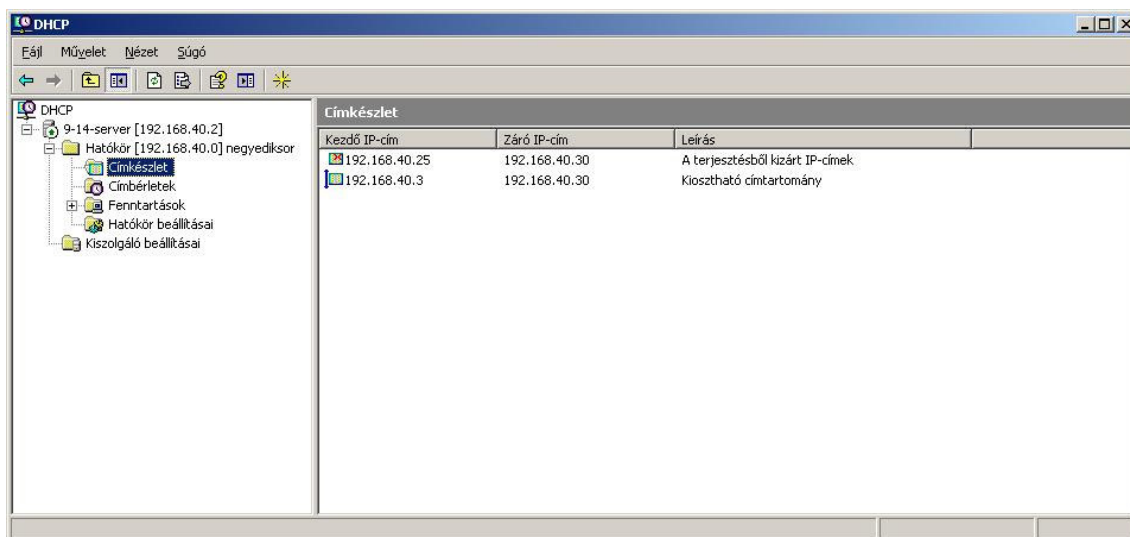 DHCP
Fájl Művelet Nézet Súgó
DHCP
9-14-server [192.168.40.2]
Hatókör [192.168.40.0] negyediksor
Címkészlet
Címbérletek
Fenntartások
Hatókör beállításai
Kiszolgáló beállításai
Címkészlet
Kezdő IP-cím Záró IP-cím Leírás
192.168.40.25 192.168.40.30 A terjesztésből kizárt IP-címek
192.168.40.3 192.168.40.30 Kiosztható címtartomány